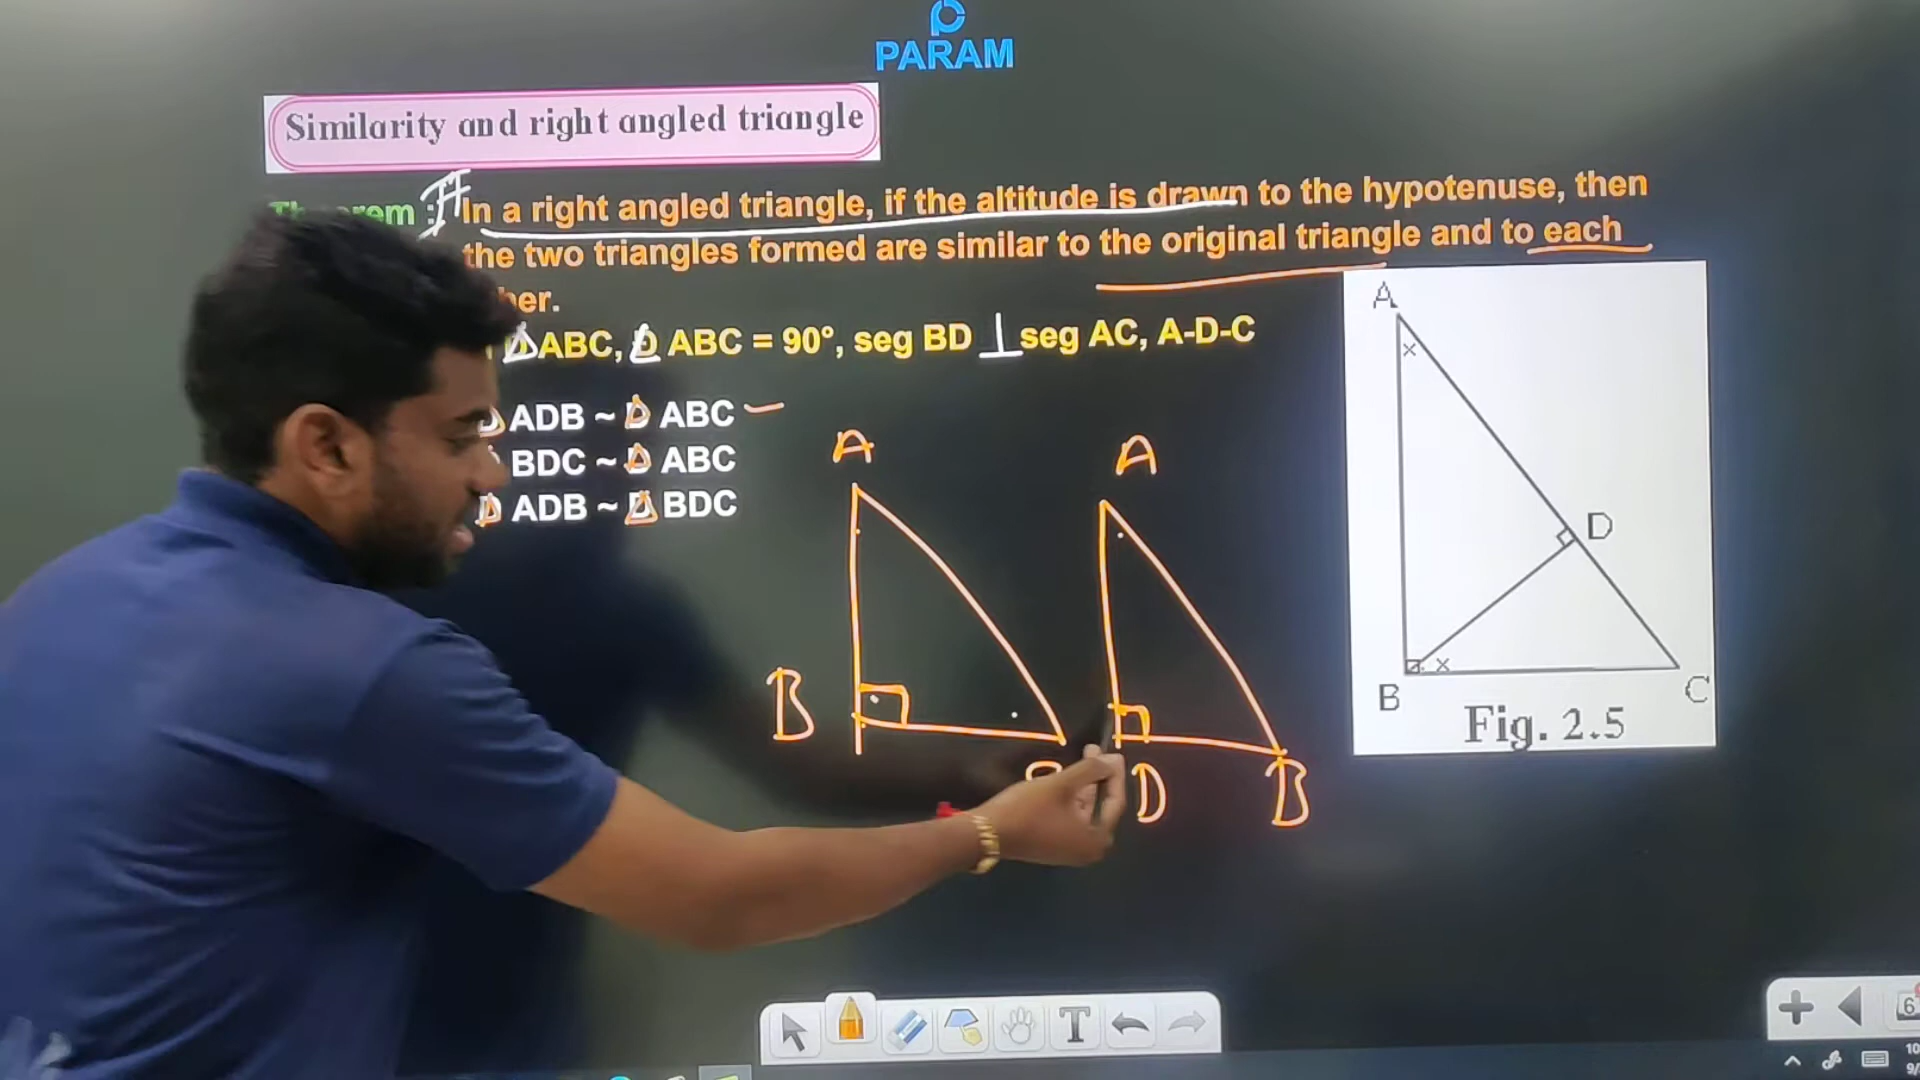 PARAM
Similarity and right angled triangle
In a right angled triangle, if the altitude is drawn to the hypotenuse, then
the two triangles formed are similar to the original triangle and to each
ABC, ABC = 90°, seg BD ⊥ seg AC, A-D-C
ADB ~ Δ ABC
BDC ~ Δ ABC
ADB ~ Δ BDC
A
A
B
D
B
A
D
B
C
x
x
Fig. 2.5
T